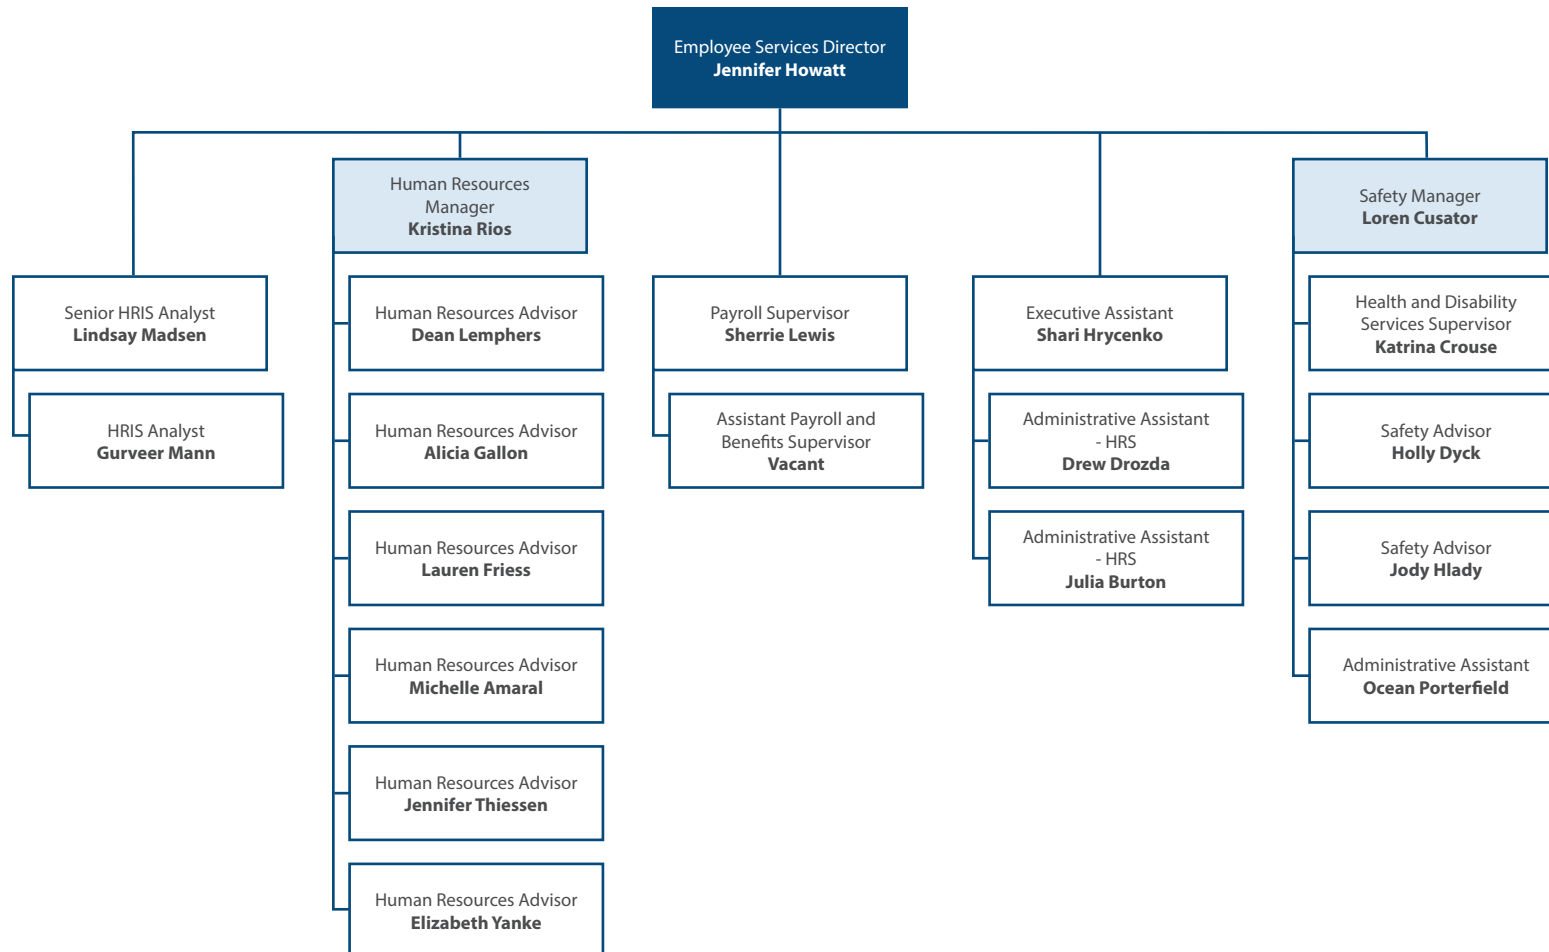 Employee Services Director
Jennifer Howatt
Human Resources
Manager
Kristina Rios
Safety Manager
Loren Cusator
Senior HRIS Analyst
Lindsay Madsen
HRIS Analyst
Gurveer Mann
Human Resources Advisor
Dean Lemphers
Human Resources Advisor
Alicia Gallon
Human Resources Advisor
Lauren Friess
Human Resources Advisor
Michelle Amaral
Human Resources Advisor
Jennifer Thiessen
Human Resources Advisor
Elizabeth Yanke
Payroll Supervisor
Sherrie Lewis
Assistant Payroll and
Benefits Supervisor
Vacant
Executive Assistant
Shari Hrycenko
Administrative Assistant
- HRS
Drew Drozda
Administrative Assistant
- HRS
Julia Burton
Health and Disability
Services Supervisor
Katrina Crouse
Safety Advisor
Holly Dyck
Safety Advisor
Jody Hlady
Administrative Assistant
Ocean Porterfield